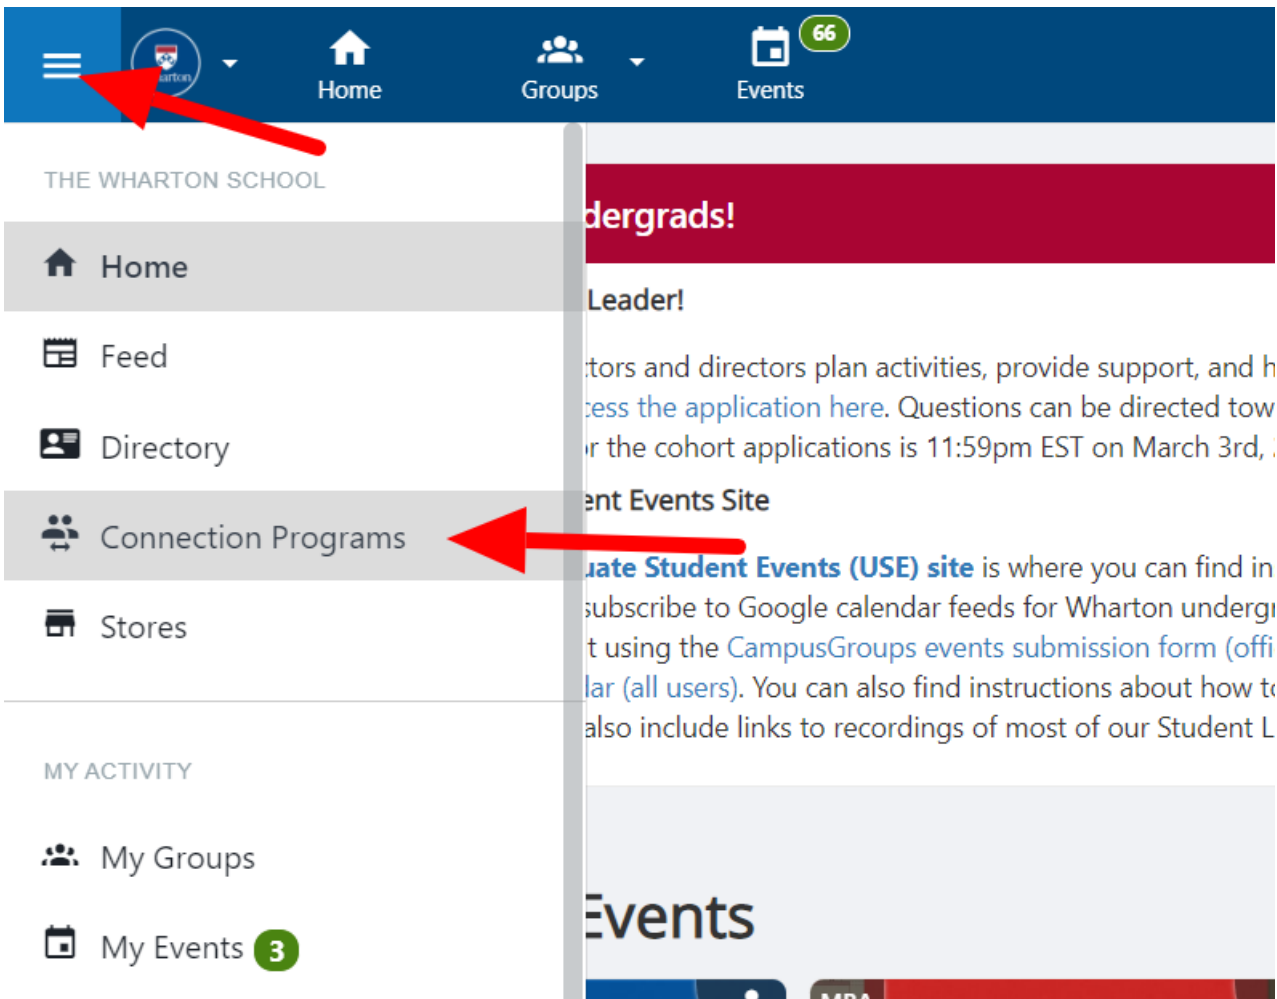 66
Home
Groups
Events
THE WHARTON SCHOOL
Home
Feed
Directory
Connection Programs
Stores
MY ACTIVITY
My Groups
My Events 3
dergrads!
Leader!
tors and directors plan activities, provide support, and h
cess the application here. Questions can be directed tow
r the cohort applications is 11:59pm EST on March 3rd,
ent Events Site
uate Student Events (USE) site is where you can find in
subscribe to Google calendar feeds for Wharton underg
t using the CampusGroups events submission form (offi
lar (all users). You can also find instructions about how to
also include links to recordings of most of our Student L
Events
MBA